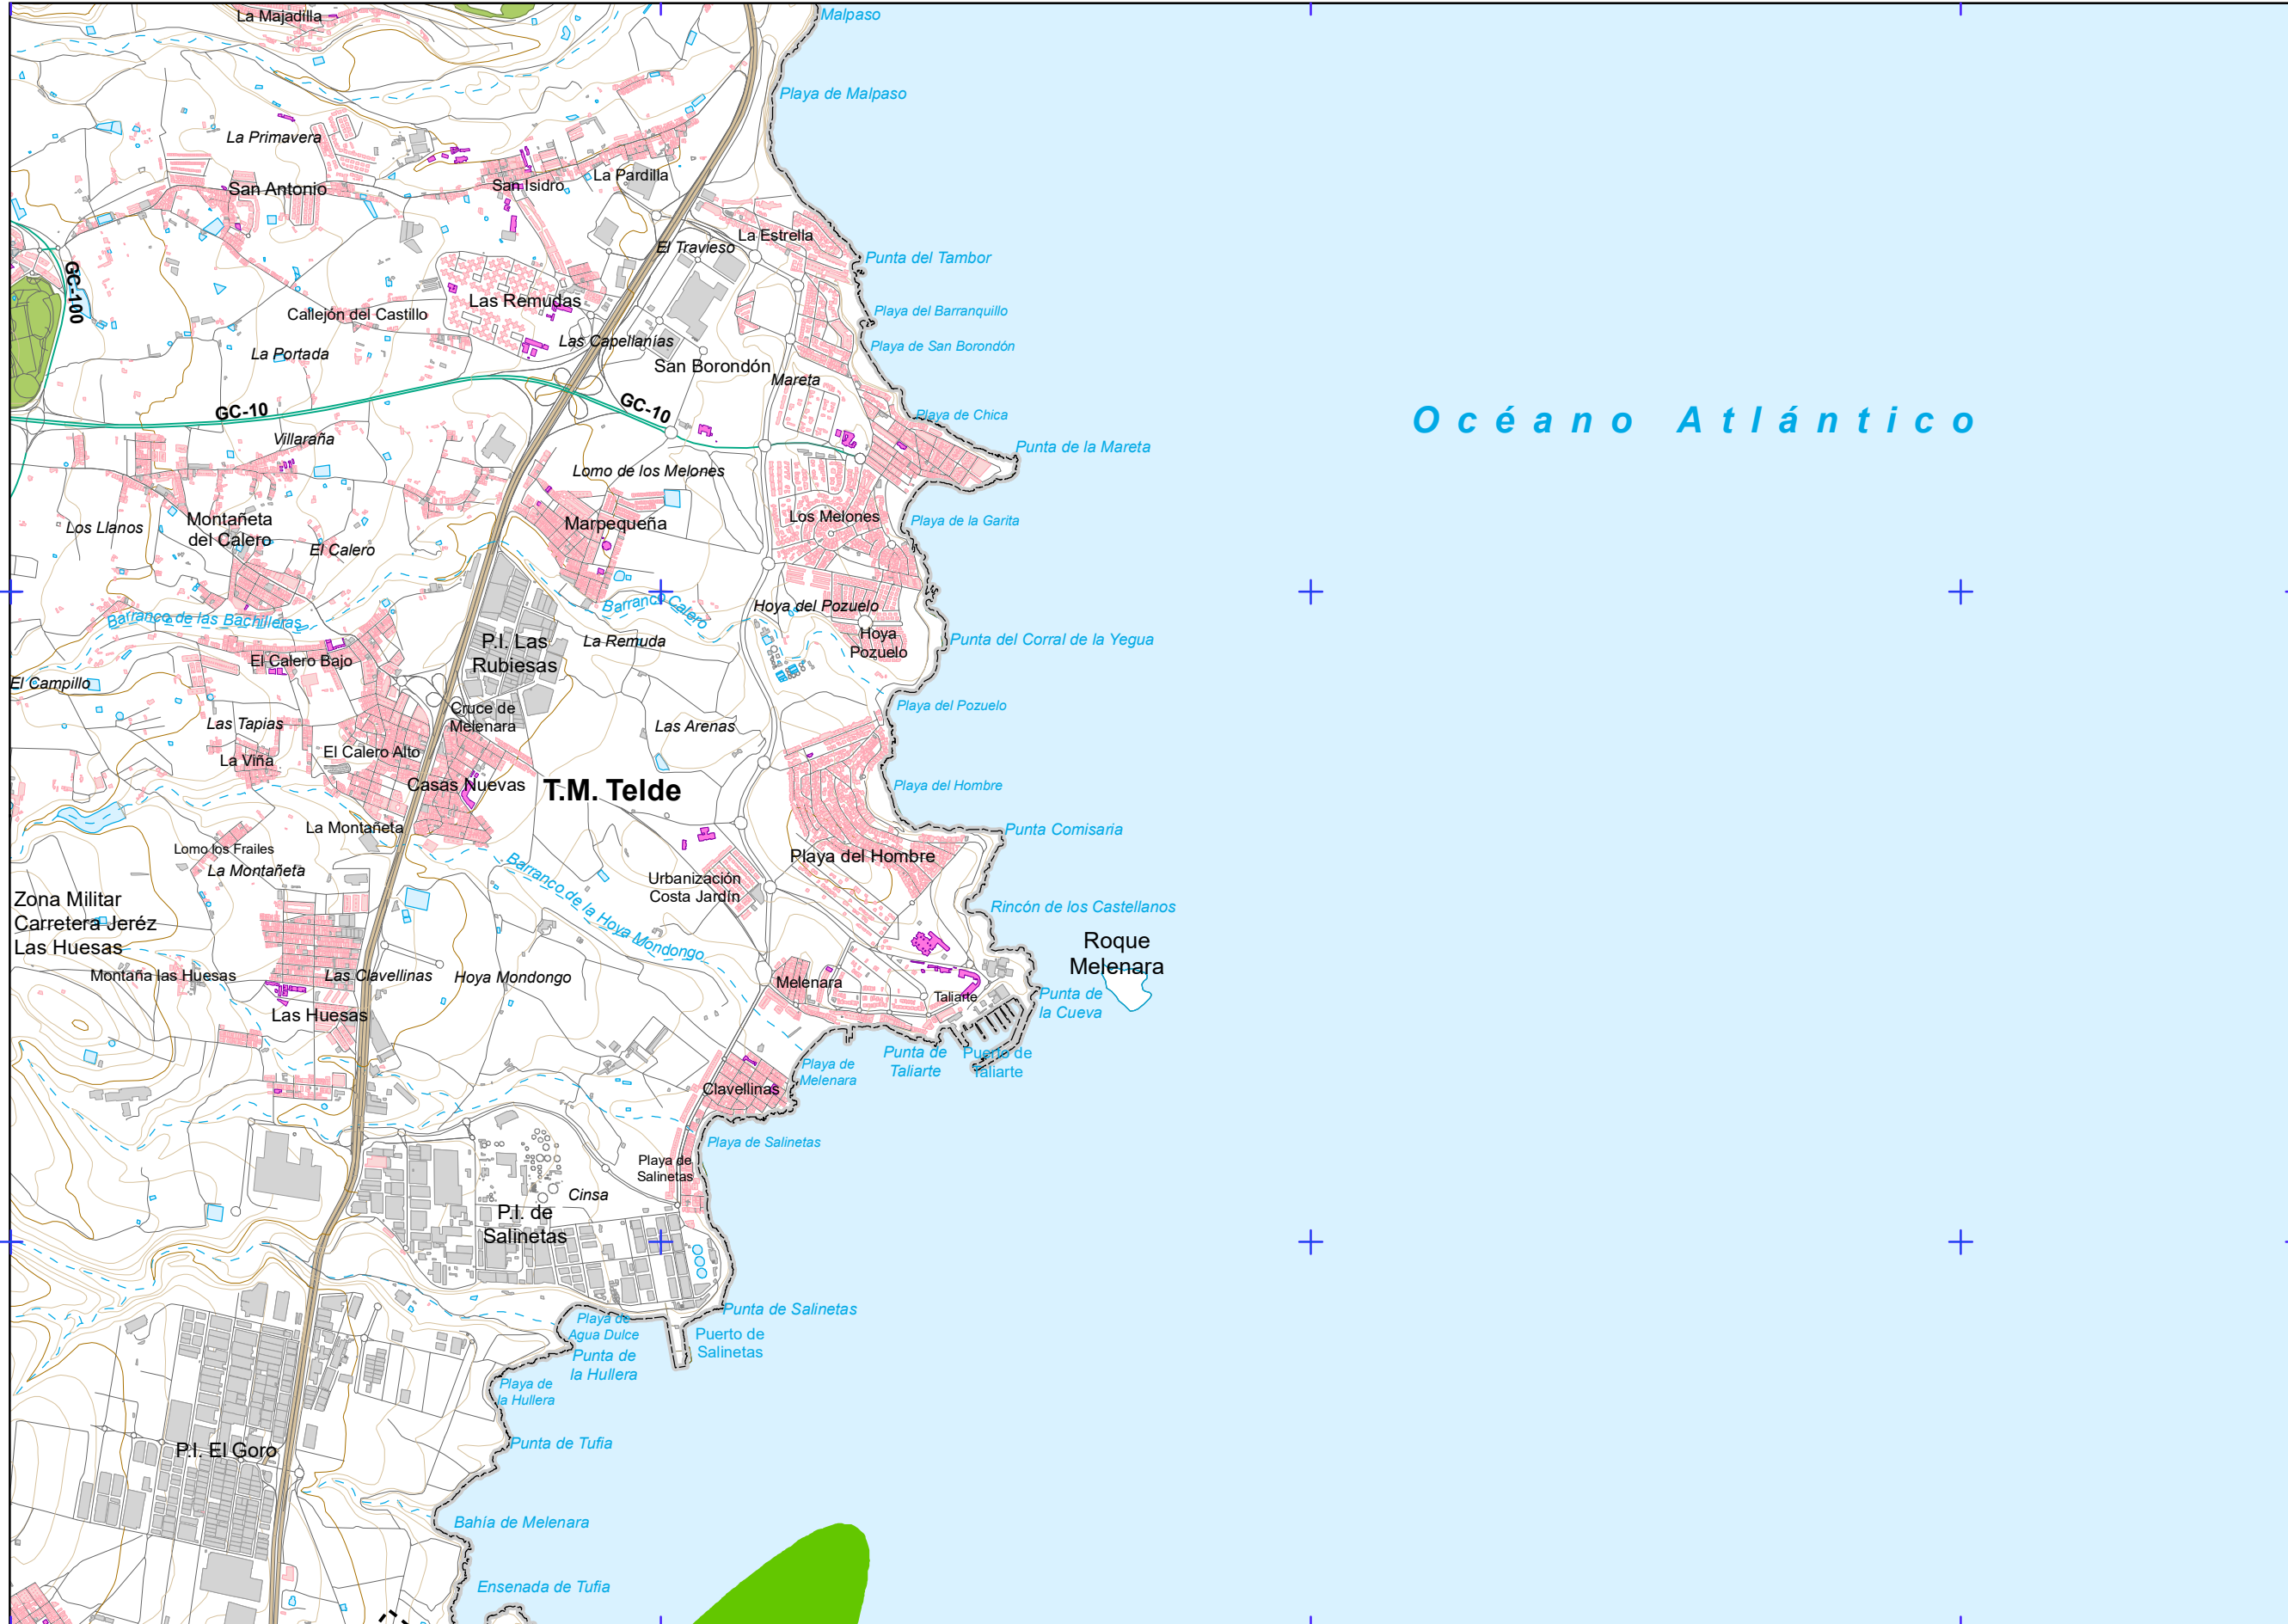 La Majadilla
Malpaso
Playa de Malpaso
La Primavera
San Antonio
San Isidro
La Pardilla
La Estrella
El Travieso
Punta del Tambor
GC-100
Las Remudas
Callejón del Castillo
Playa del Barranquillo
Las Capellanías
La Portada
Playa de San Borondón
San Borondón
Mareta
GC-10
GC-10
Playa de Chica
Océano Atlántico
Villaraña
Punta de la Mareta
Lomo de los Melones
Los Llanos
Montañeta
del Calero
El Calero
Marpequeña
Los Melones
Playa de la Garita
Barranco de las Bachilleras
Barranco Calero
Hoya del Pozuelo
P.I. Las
Rubiesas
La Remuda
Hoya
Pozuelo
Punta del Corral de la Yegua
El Calero Bajo
El Campillo
Las Tapias
Cruce de
Melenara
Las Arenas
Playa del Pozuelo
La Viña
El Calero Alto
Casas Nuevas
T.M. Telde
Playa del Hombre
La Montañeta
Punta Comisaria
Lomo los Frailes
La Montañeta
Barranco de la Hoya Mondongo
Playa del Hombre
Urbanización
Costa Jardín
Zona Militar
Carretera Jeréz
Las Huesas
Rincón de los Castellanos
Roque
Melenara
Montaña las Huesas
Las Clavellinas
Hoya Mondongo
Melenara
Taliarte
Punta de
la Cueva
Las Huesas
Playa de
Melenara
Punta de
Taliarte
Puerto de
Taliarte
Clavellinas
Playa de Salinetas
Playa de
Salinetas
Cinsa
P.I. de
Salinetas
Punta de Salinetas
Playa de
Agua Dulce
Puerto de
Salinetas
Punta de
la Hullera
Playa de
la Hullera
P.I. El Goro
Punta de Tufia
Bahía de Melenara
Ensenada de Tufia